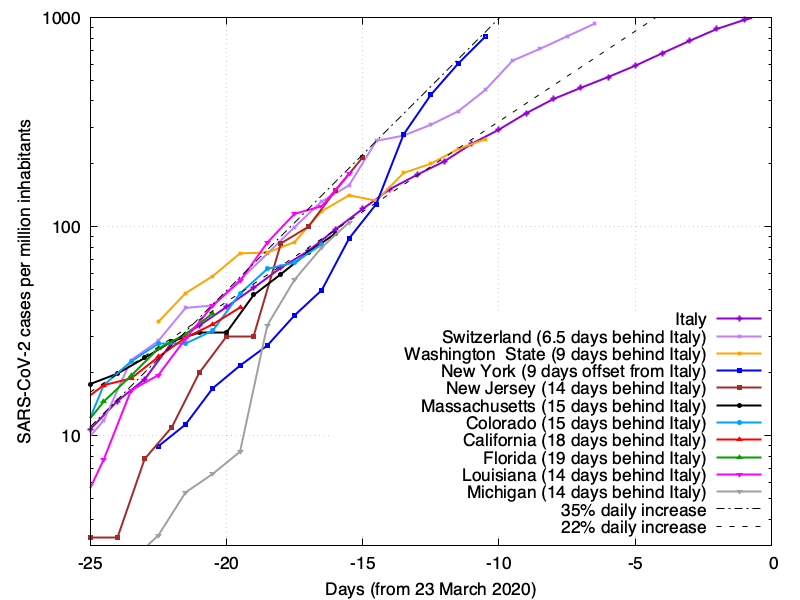 1000
100
10
SARS-CoV-2 cases per million inhabitants
Italy
Switzerland (6.5 days behind Italy)
Washington  State (9 days behind Italy)
New York (9 days offset from Italy)
New Jersey (14 days behind Italy)
Massachusetts (15 days behind Italy)
Colorado (15 days behind Italy)
California (18 days behind Italy)
Florida (19 days behind Italy)
Louisiana (14 days behind Italy)
Michigan (14 days behind Italy)
35% daily increase
22% daily increase
-25 -20 -15 -10 -5 0
Days (from 23 March 2020)